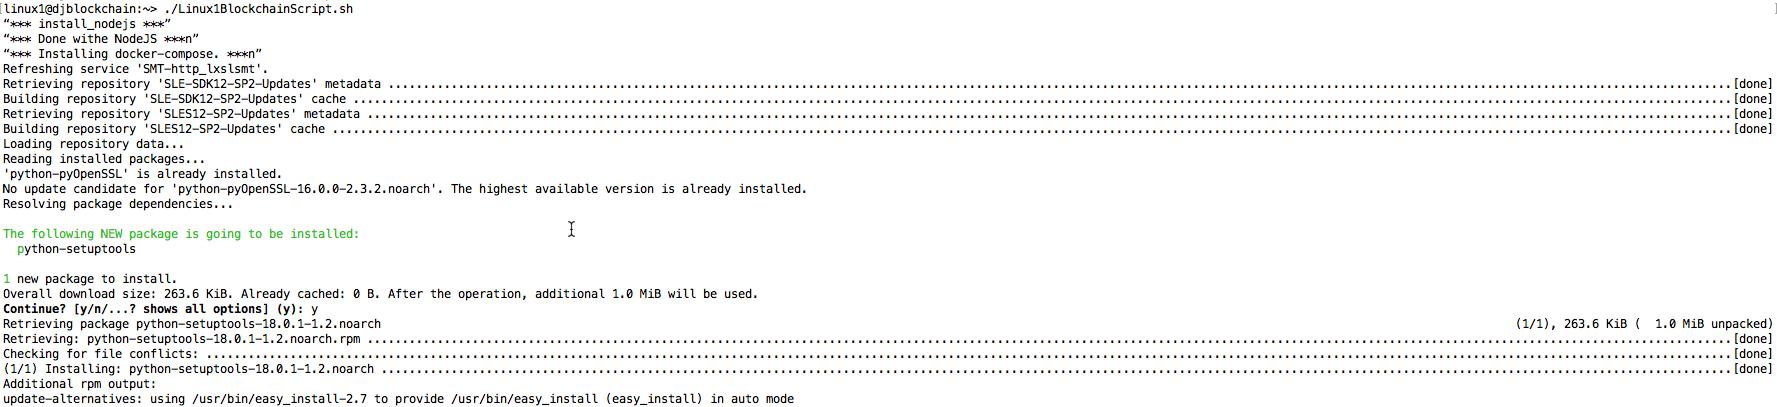 [linux1@djblockchain:~> ./Linux1BlockchainScript.sh ]
“*** install_nodejs ***”
“*** Done withe NodeJS ***n”
“*** Installing docker-compose. ***n”
Refreshing service 'SMT-http_lxslsmt'.
Retrieving repository 'SLE-SDK12-SP2-Updates' metadata ................................................................................[done]
Building repository 'SLE-SDK12-SP2-Updates' cache ................................................................................[done]
Retrieving repository 'SLES12-SP2-Updates' metadata ................................................................................[done]
Building repository 'SLES12-SP2-Updates' cache ................................................................................[done]
Loading repository data...
Reading installed packages...
'python-pyOpenSSL' is already installed.
No update candidate for 'python-pyOpenSSL-16.0.0-2.3.2.noarch'. The highest available version is already installed.
Resolving package dependencies...
The following NEW package is going to be installed:
python-setuptools
1 new package to install.
Overall download size: 263.6 KiB. Already cached: 0 B. After the operation, additional 1.0 MiB will be used.
Continue? [y/n/...? shows all options] (y): y
Retrieving package python-setuptools-18.0.1-1.2.noarch (1/1), 263.6 KiB (  1.0 MiB unpacked)
Retrieving: python-setuptools-18.0.1-1.2.noarch.rpm ................................................................................[done]
Checking for file conflicts: ................................................................................[done]
(1/1) Installing: python-setuptools-18.0.1-1.2.noarch ................................................................................[done]
Additional rpm output:
update-alternatives: using /usr/bin/easy_install-2.7 to provide /usr/bin/easy_install (easy_install) in auto mode